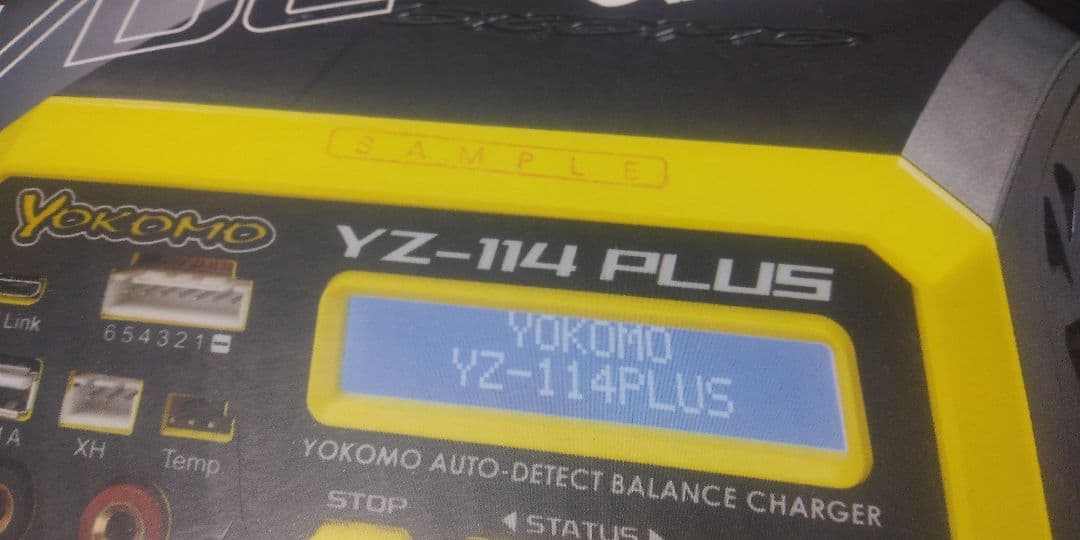 SAMPLE
YOKOMO
YZ-114 PLUS
Link
654321
YOKOMO
YZ-114PLUS
A
XH
Temp.
YOKOMO AUTO-DETECT BALANCE CHARGER
STOP
STATUS